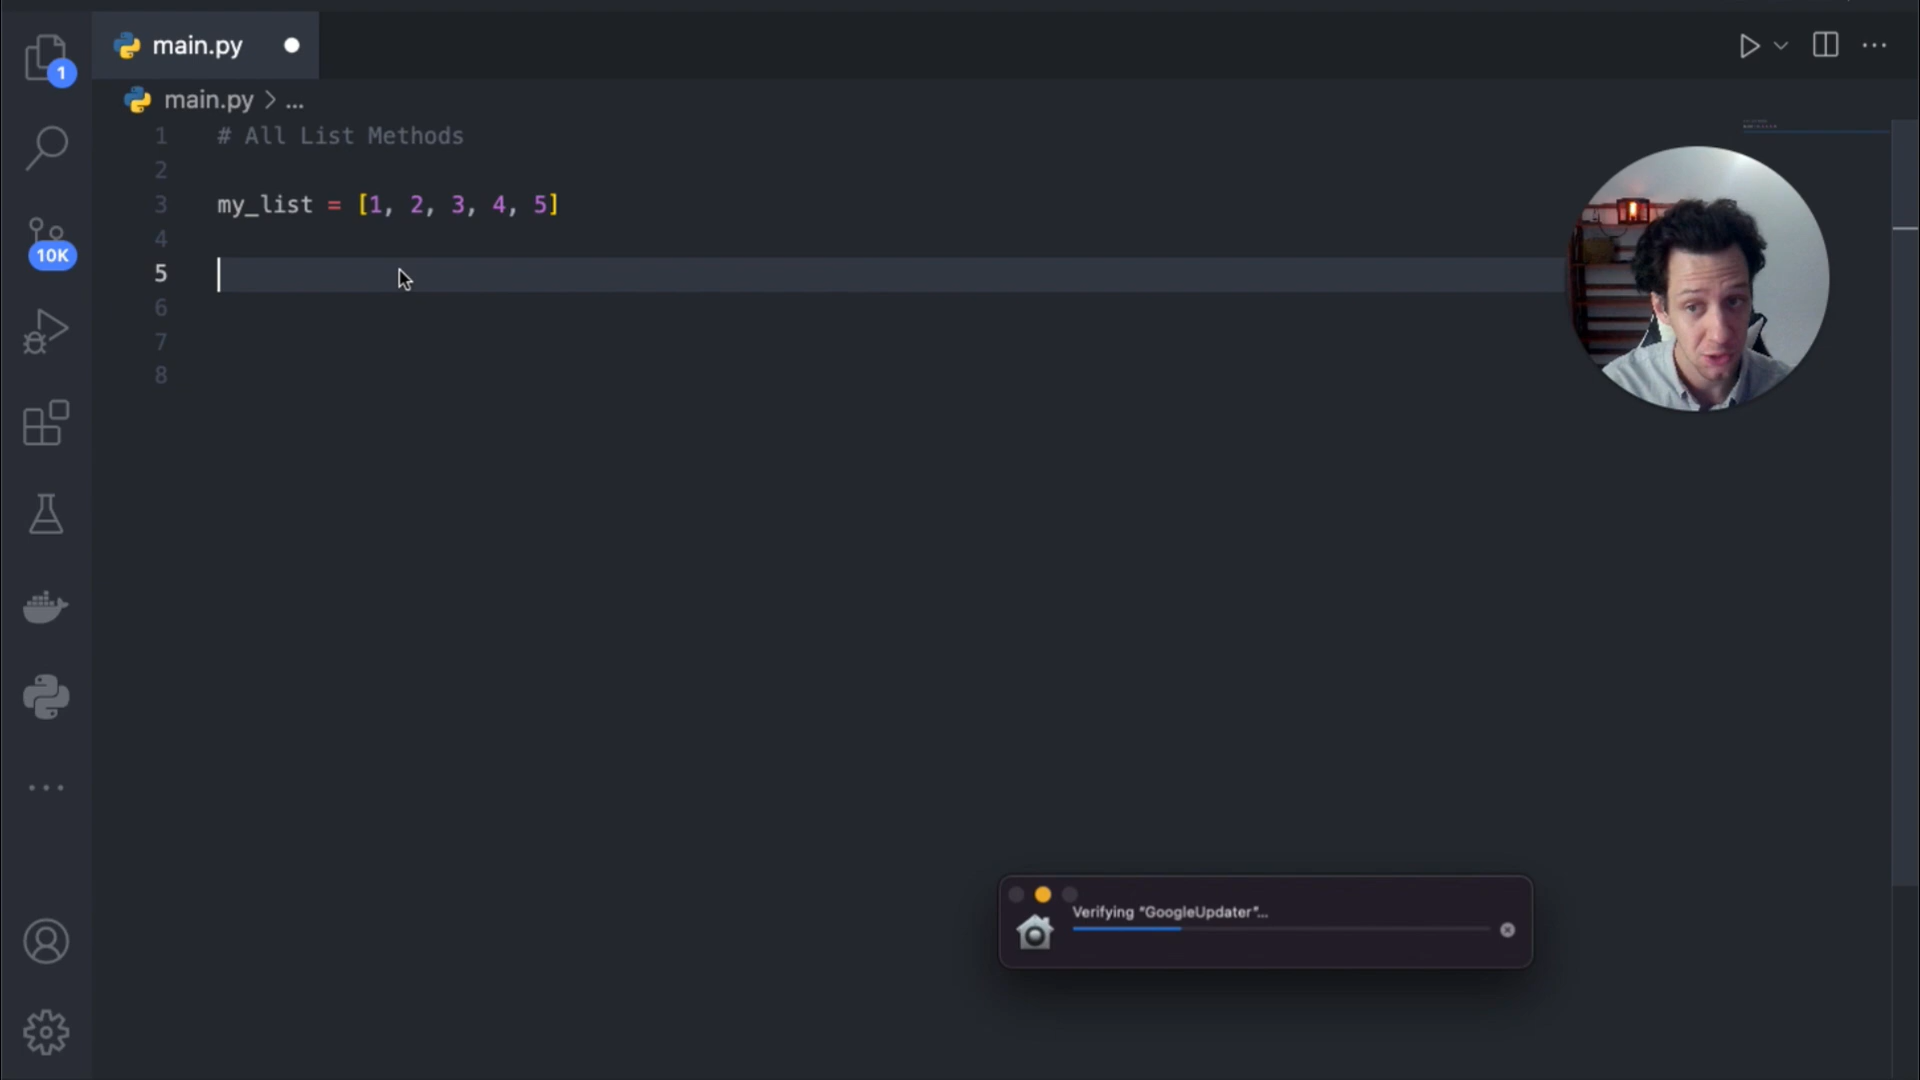 main.py
1
main.py > ...
1 # All List Methods
2
3 my_list = [1, 2, 3, 4, 5]
4
10K
5
6
7
8
Verifying "GoogleUpdater"...